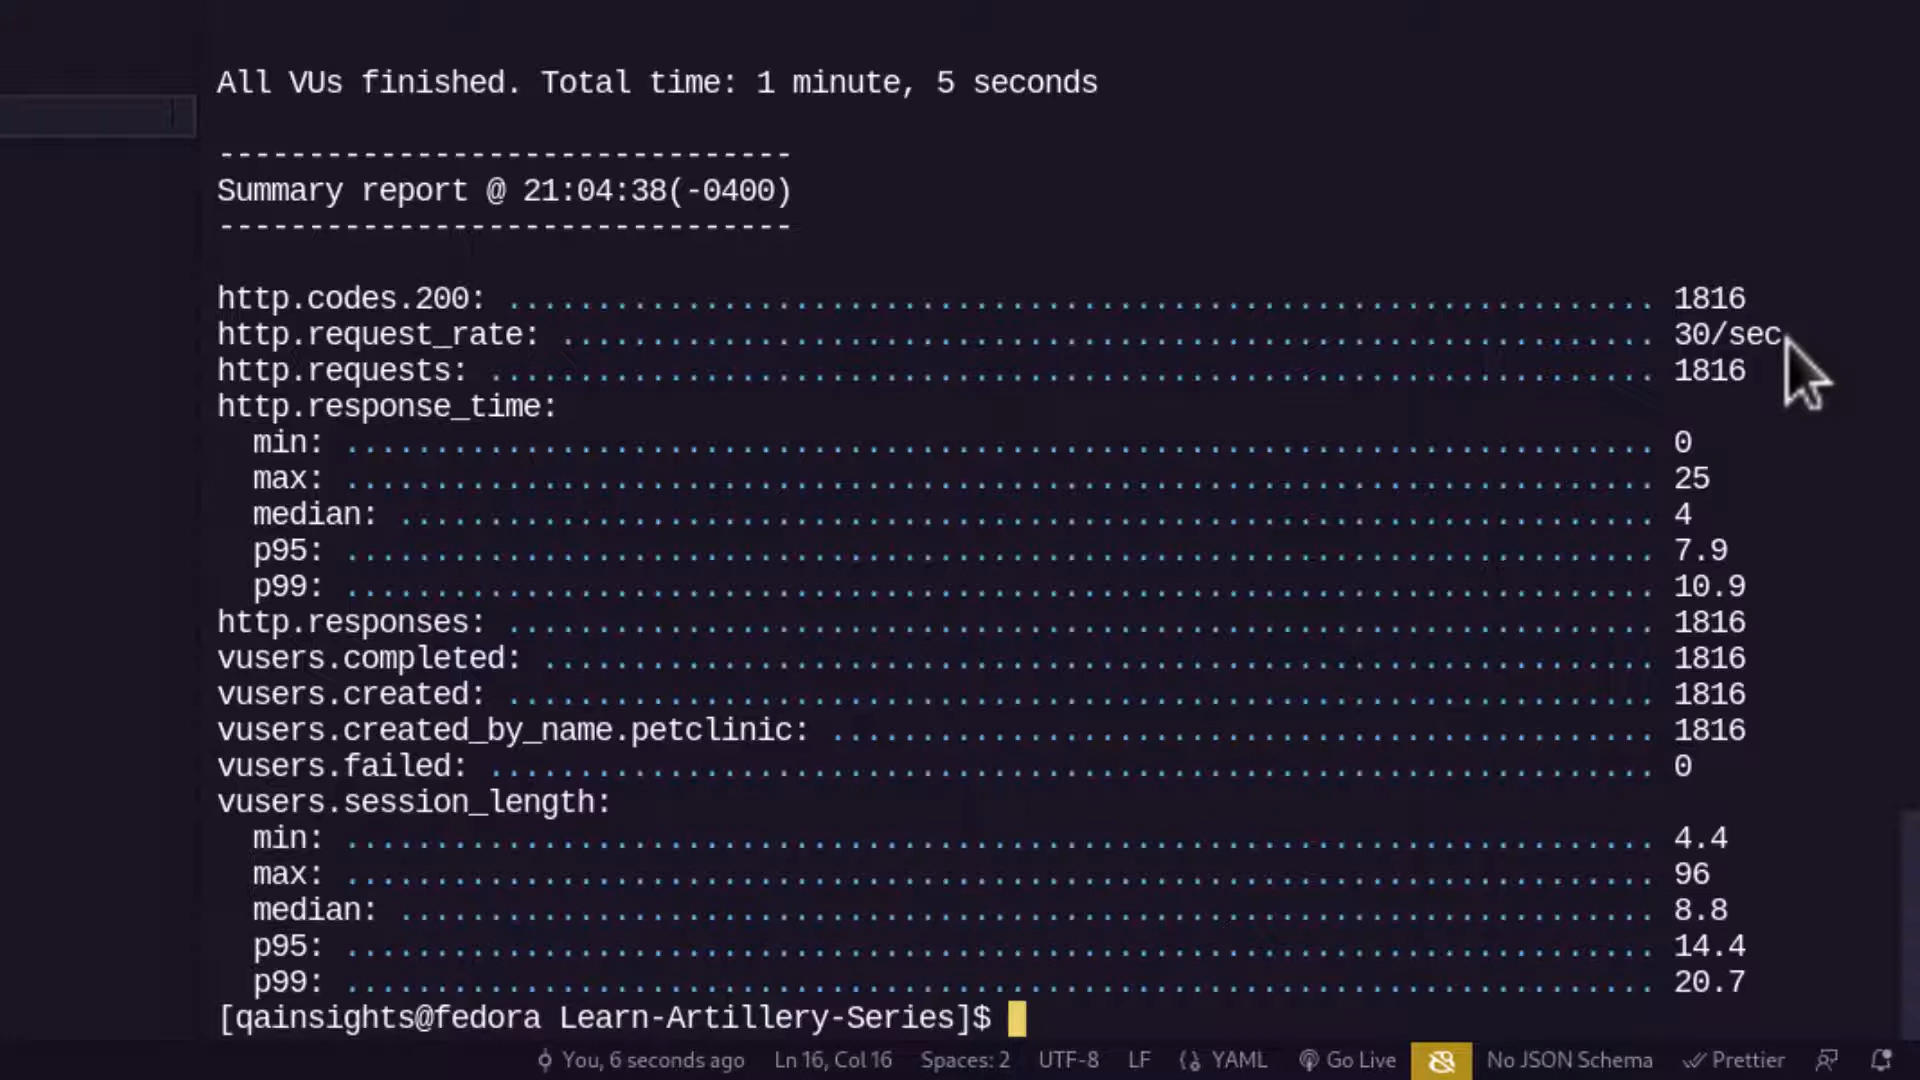 All VUs finished. Total time: 1 minute, 5 seconds
--------------------------------
Summary report @ 21:04:38(-0400)
--------------------------------
http.codes.200: ................................................................ 1816
http.request_rate: ............................................................. 30/sec
http.requests: ................................................................. 1816
http.response_time:
min: ......................................................................... 0
max: ......................................................................... 25
median: ...................................................................... 4
p95: ......................................................................... 7.9
p99: ......................................................................... 10.9
http.responses: ................................................................ 1816
vusers.completed: .............................................................. 1816
vusers.created: ................................................................ 1816
vusers.created_by_name.petclinic: .............................................. 1816
vusers.failed: ................................................................. 0
vusers.session_length:
min: ......................................................................... 4.4
max: ......................................................................... 96
median: ...................................................................... 8.8
p95: ......................................................................... 14.4
p99: ......................................................................... 20.7
[qainsights@fedora Learn-Artillery-Series]$
You, 6 seconds ago Ln 16, Col 16 Spaces: 2 UTF-8 LF YAML Go Live No JSON Schema Prettier